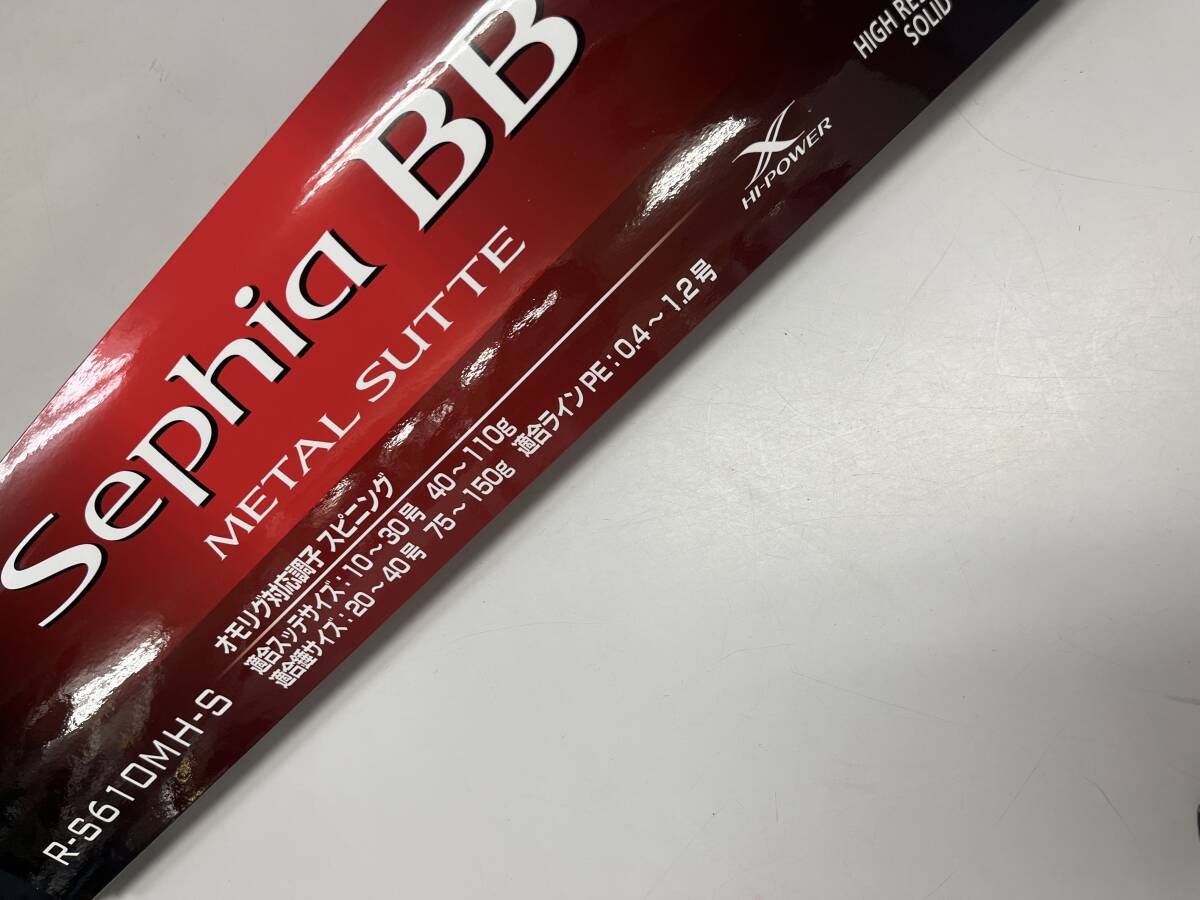 Sephia BB
METAL SUTTE
HIGH
SOLID
X
HI-POWER
オモリグ対応調子 スピニング
適合スッテサイズ：10～30号 40～110g
適合錘サイズ：20～40号 75～150g 適合ラインPE：0.4～1.2号
R-S610MH-S